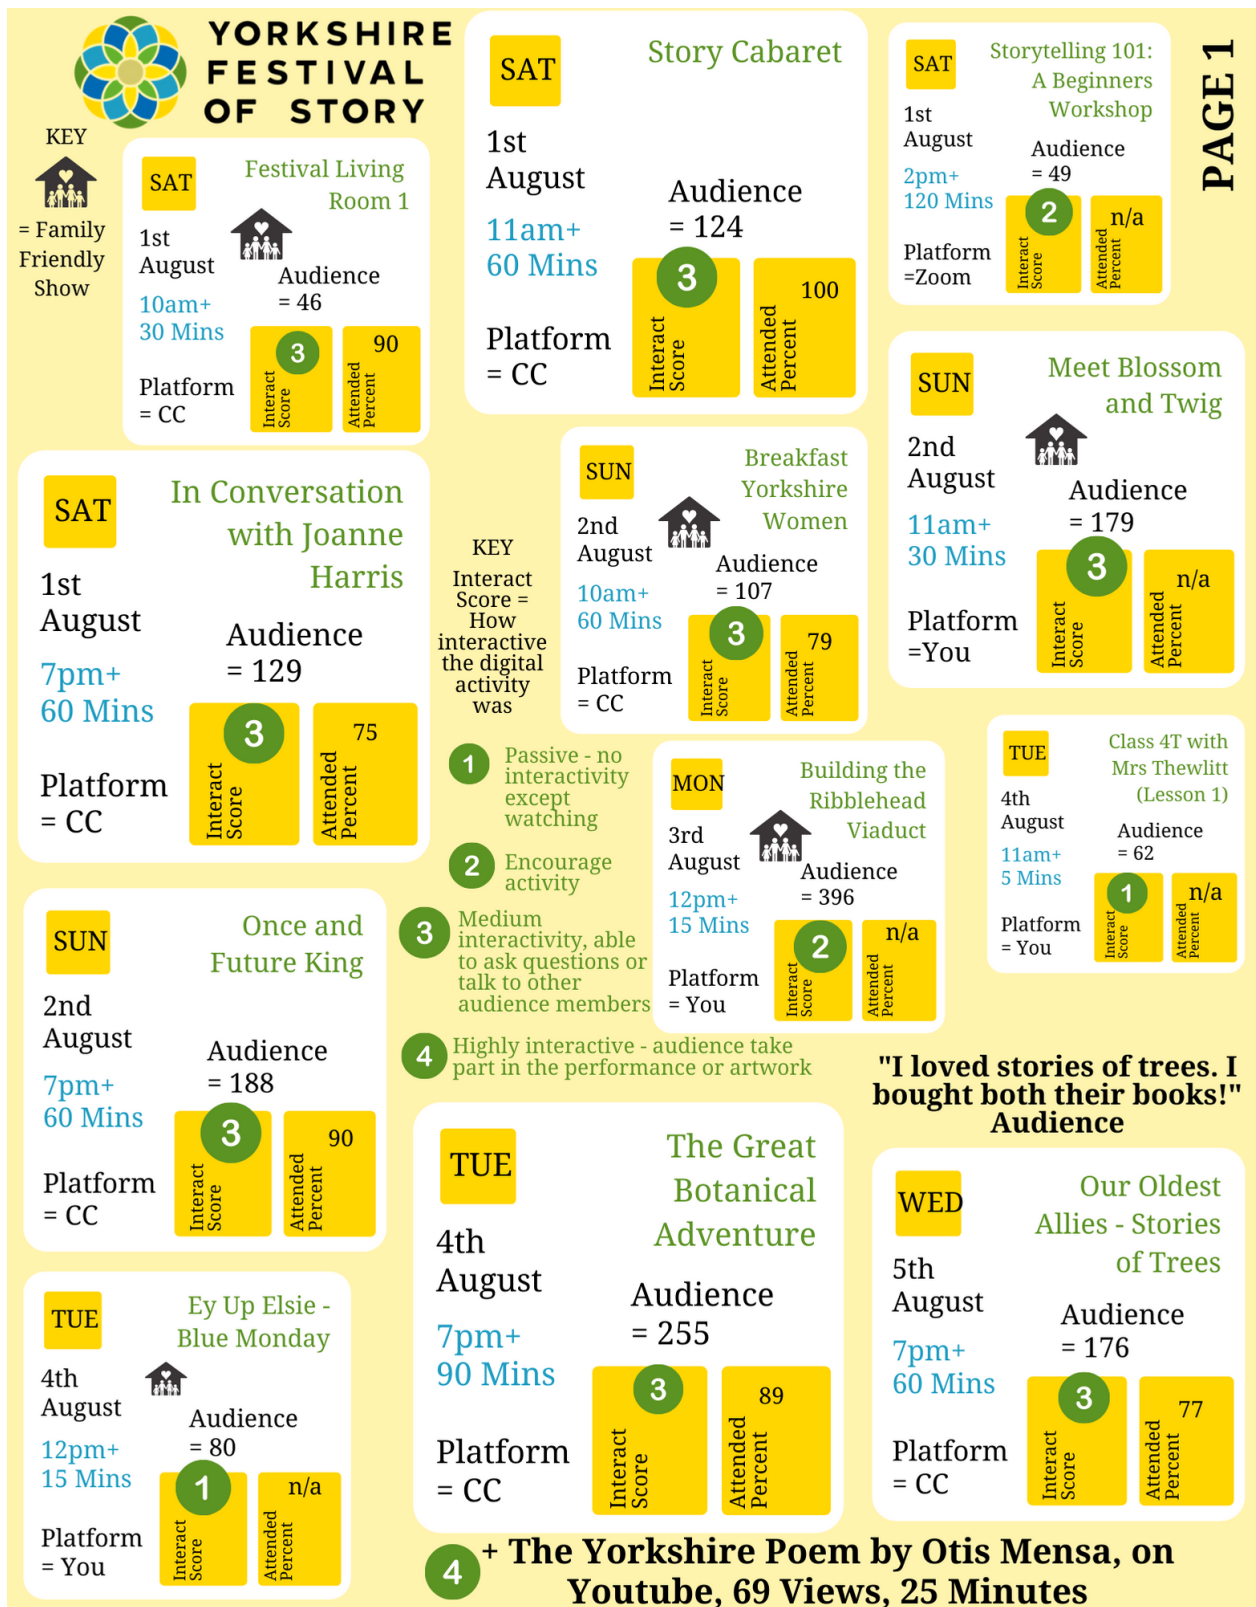 YORKSHIRE
FESTIVAL
OF STORY
PAGE 1
KEY
= Family
Friendly
Show
SAT
Festival Living
Room 1
1st
August
10am+
30 Mins
Audience
= 46
Platform
= CC
3
Interact
Score
90
Attended
Percent
SAT
Story Cabaret
1st
August
11am+
60 Mins
Audience
= 124
Platform
= CC
3
Interact
Score
100
Attended
Percent
SAT
Storytelling 101:
A Beginners
Workshop
1st
August
2pm+
120 Mins
Audience
= 49
Platform
=Zoom
2
Interact
Score
n/a
Attended
Percent
SAT
In Conversation
with Joanne
Harris
1st
August
7pm+
60 Mins
Audience
= 129
Platform
= CC
3
Interact
Score
75
Attended
Percent
SUN
Breakfast
Yorkshire
Women
2nd
August
10am+
60 Mins
Audience
= 107
Platform
= CC
3
Interact
Score
79
Attended
Percent
SUN
Meet Blossom
and Twig
2nd
August
11am+
30 Mins
Audience
= 179
Platform
=You
3
Interact
Score
n/a
Attended
Percent
KEY
Interact
Score =
How
interactive
the digital
activity
was
1
Passive - no
interactivity
except
watching
2
Encourage
activity
3
Medium
interactivity, able
to ask questions or
talk to other
audience members
4
Highly interactive - audience take
part in the performance or artwork
SUN
Once and
Future King
2nd
August
7pm+
60 Mins
Audience
= 188
Platform
= CC
3
Interact
Score
90
Attended
Percent
MON
Building the
Ribblehead
Viaduct
3rd
August
12pm+
15 Mins
Audience
= 396
Platform
= You
2
Interact
Score
n/a
Attended
Percent
TUE
Class 4T with
Mrs Thewlitt
(Lesson 1)
4th
August
11am+
5 Mins
Audience
= 62
Platform
= You
1
Interact
Score
n/a
Attended
Percent
"I loved stories of trees. I
bought both their books!"
Audience
TUE
Ey Up Elsie -
Blue Monday
4th
August
12pm+
15 Mins
Audience
= 80
Platform
= You
1
Interact
Score
n/a
Attended
Percent
TUE
The Great
Botanical
Adventure
4th
August
7pm+
90 Mins
Audience
= 255
Platform
= CC
3
Interact
Score
89
Attended
Percent
WED
Our Oldest
Allies - Stories
of Trees
5th
August
7pm+
60 Mins
Audience
= 176
Platform
= CC
3
Interact
Score
77
Attended
Percent
4
+ The Yorkshire Poem by Otis Mensa, on
Youtube, 69 Views, 25 Minutes